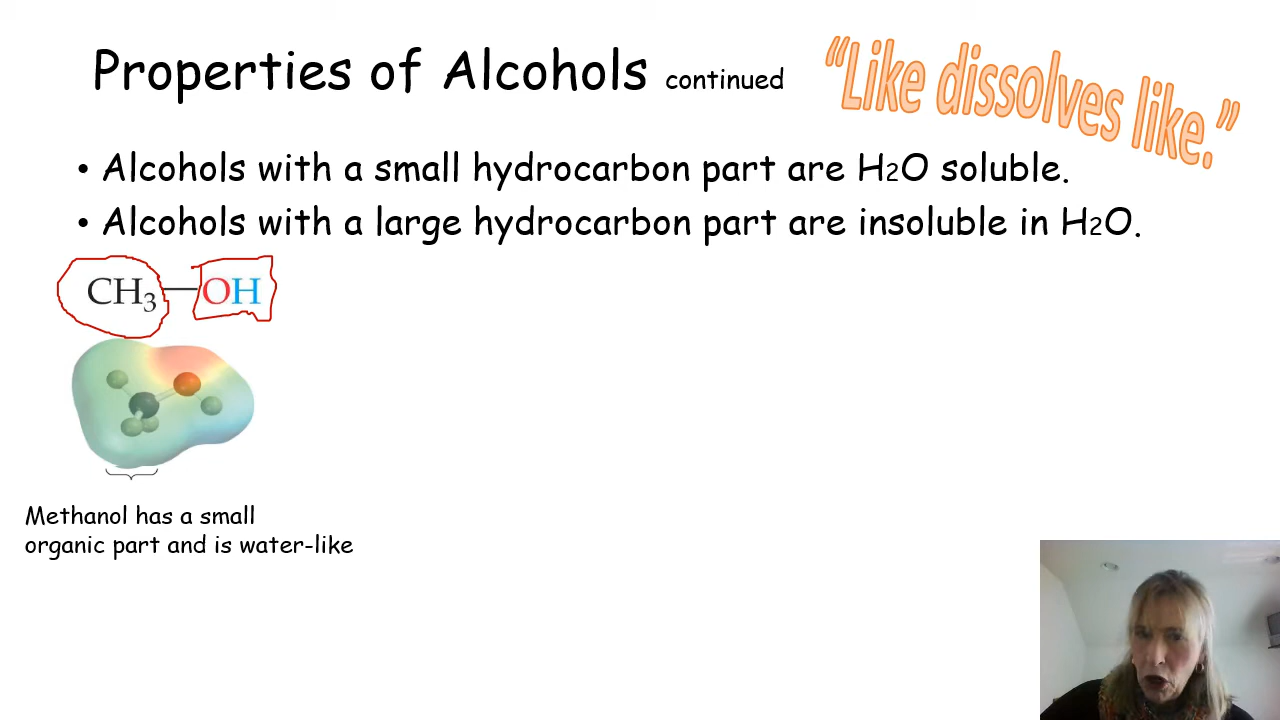 Properties of Alcohols continued
“Like dissolves like.”
• Alcohols with a small hydrocarbon part are H2O soluble.
• Alcohols with a large hydrocarbon part are insoluble in H2O.
CH3—OH
Methanol has a small
organic part and is water-like